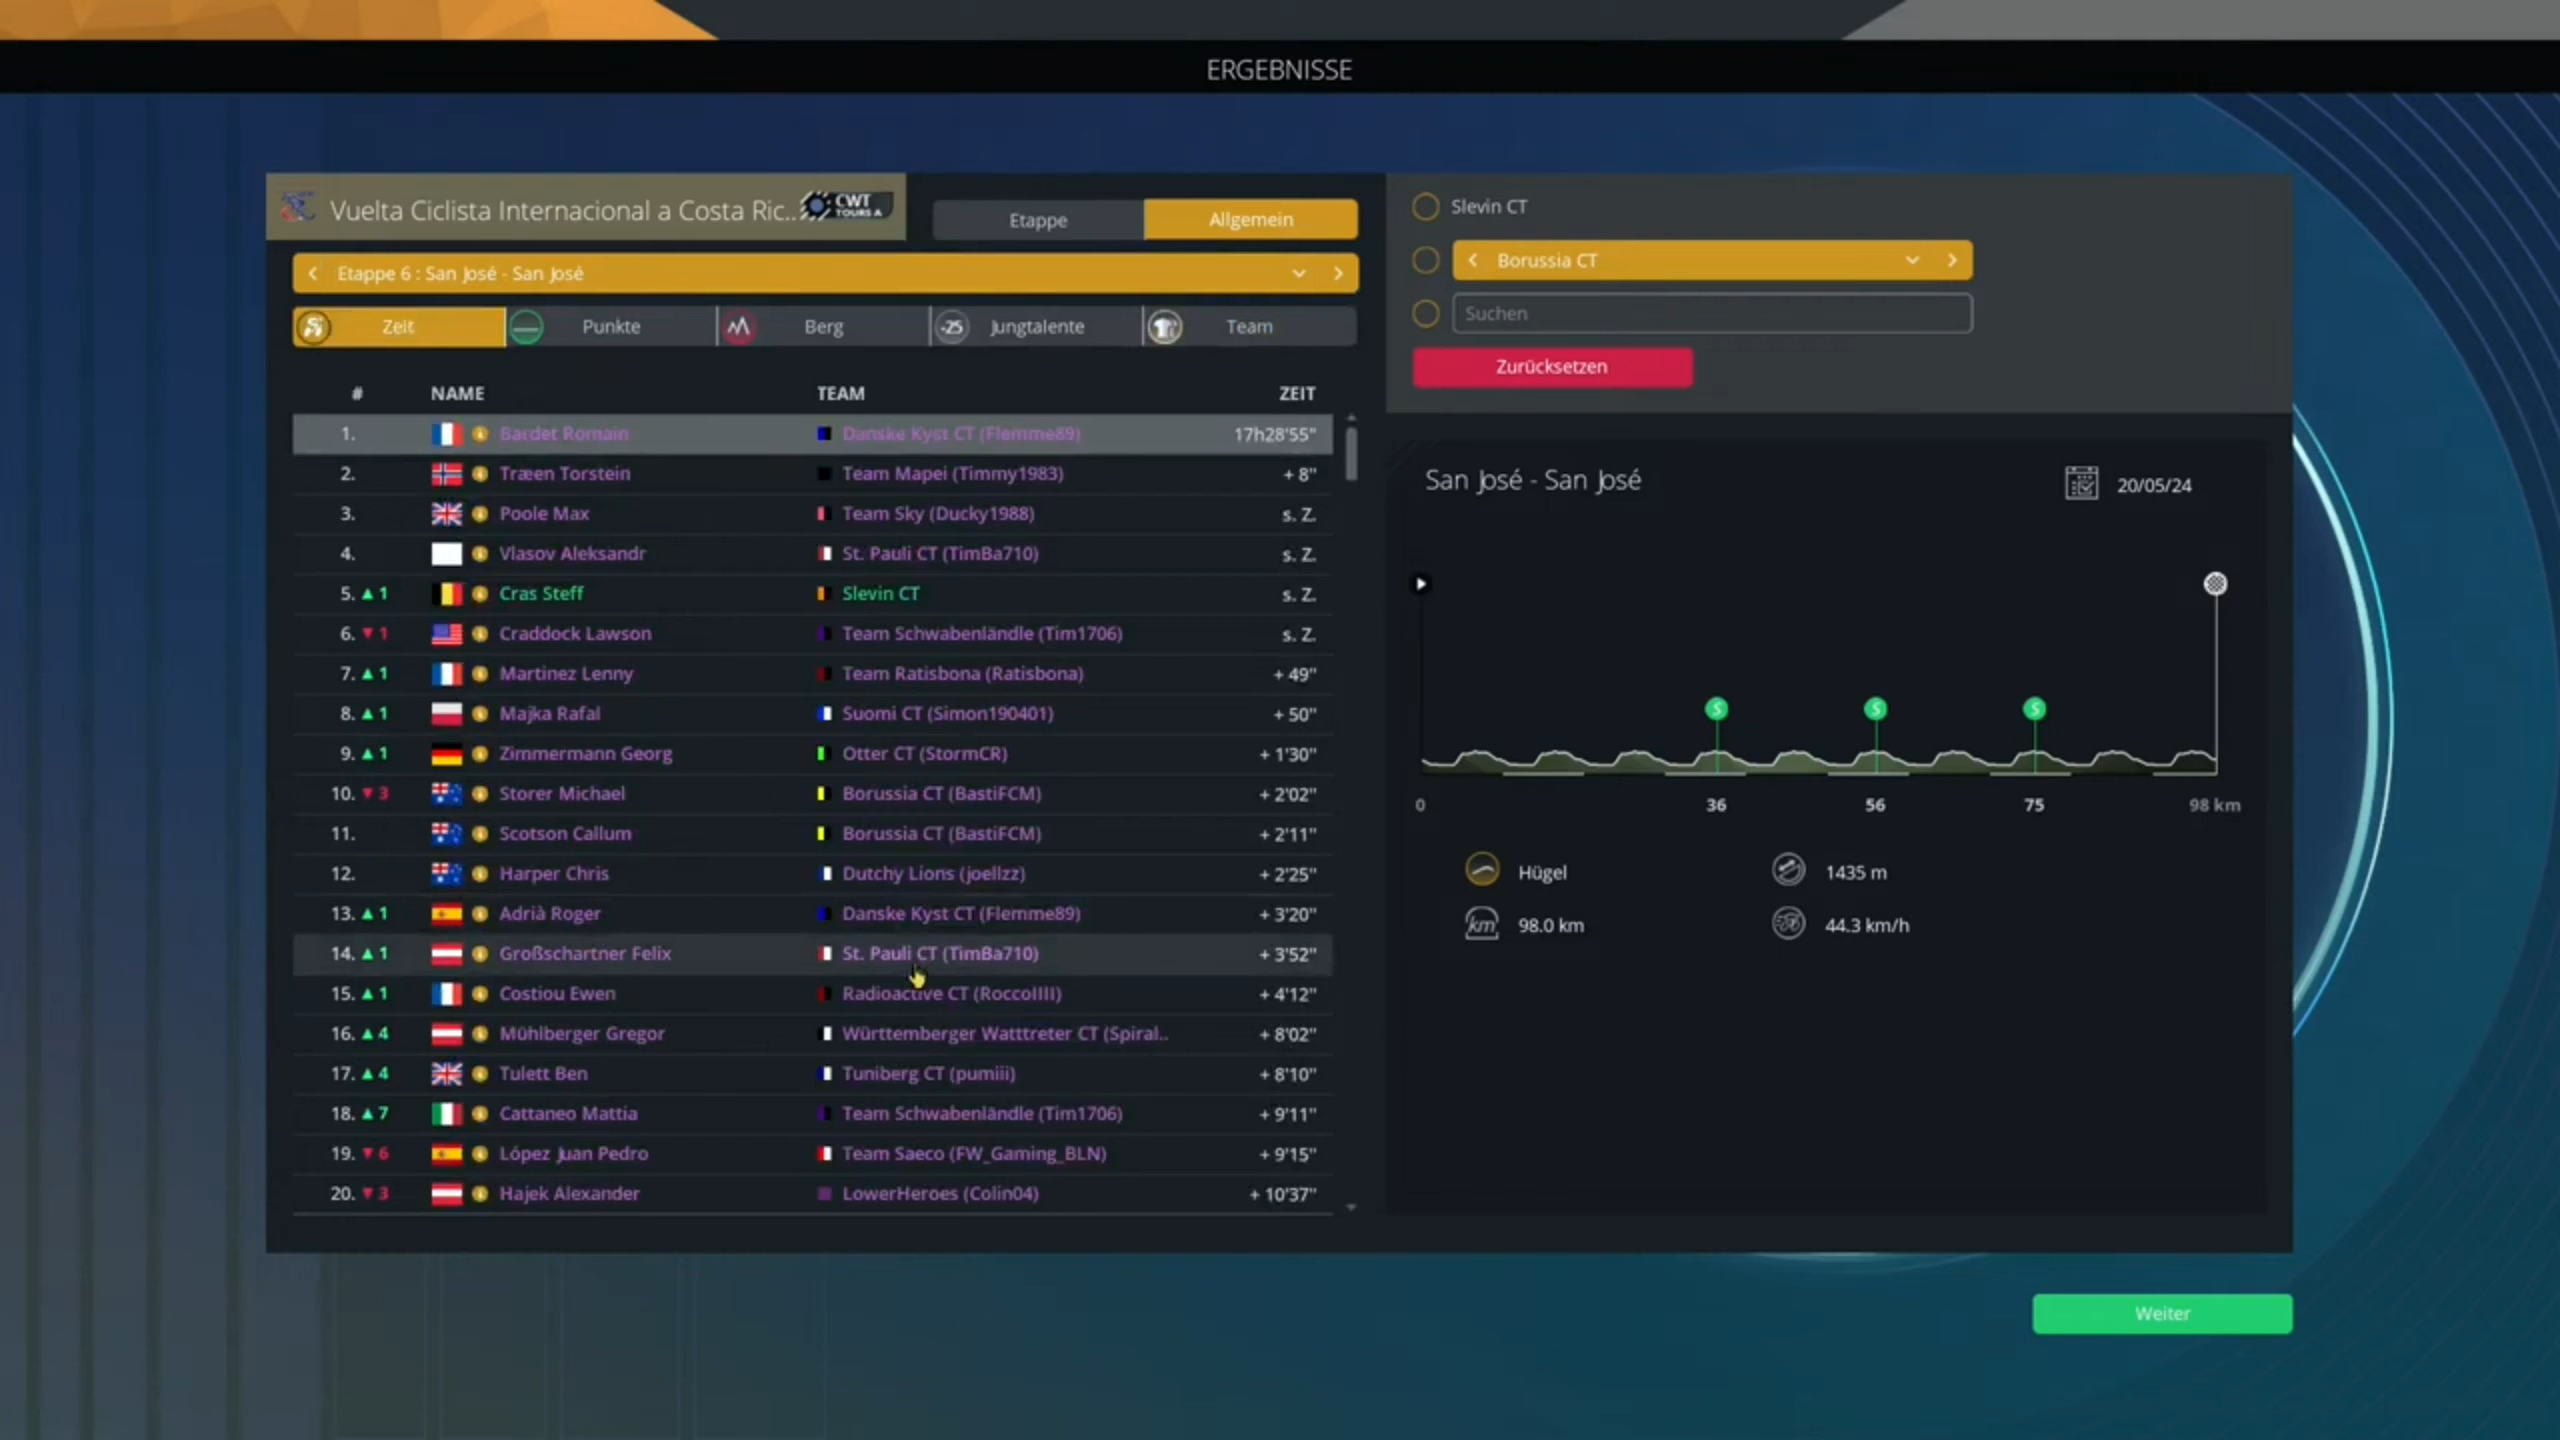 ERGEBNISSE
Vuelta Ciclista Internacional a Costa Ric..
CWT
TOURS A
Etappe
Allgemein
Etappe 6 : San José - San José
Zeit
Punkte
Berg
-25
Jungtalente
Team
# NAME TEAM ZEIT
1. Bardet Romain Danske Kyst CT (Flemme89) 17h28'55"
2. Træen Torstein Team Mapei (Timmy1983) + 8"
3. Poole Max Team Sky (Ducky1988) s. Z.
4. Vlasov Aleksandr St. Pauli CT (TimBa710) s. Z.
5. ▲ 1 Cras Steff Slevin CT s. Z.
6. ▼ 1 Craddock Lawson Team Schwabenländle (Tim1706) s. Z.
7. ▲ 1 Martinez Lenny Team Ratisbona (Ratisbona) + 49"
8. ▲ 1 Majka Rafal Suomi CT (Simon190401) + 50"
9. ▲ 1 Zimmermann Georg Otter CT (StormCR) + 1'30"
10. ▼ 3 Storer Michael Borussia CT (BastiFCM) + 2'02"
11. Scotson Callum Borussia CT (BastiFCM) + 2'11"
12. Harper Chris Dutchy Lions (joellzz) + 2'25"
13. ▲ 1 Adrià Roger Danske Kyst CT (Flemme89) + 3'20"
14. ▲ 1 Großschartner Felix St. Pauli CT (TimBa710) + 3'52"
15. ▲ 1 Costiou Ewen Radioactive CT (RoccoIIII) + 4'12"
16. ▲ 4 Mühlberger Gregor Württemberger Watttreter CT (Spiral.. + 8'02"
17. ▲ 4 Tulett Ben Tuniberg CT (pumiii) + 8'10"
18. ▲ 7 Cattaneo Mattia Team Schwabenländle (Tim1706) + 9'11"
19. ▼ 6 López Juan Pedro Team Saeco (FW_Gaming_BLN) + 9'15"
20. ▼ 3 Hajek Alexander LowerHeroes (Colin04) + 10'37"
Slevin CT
Borussia CT
Suchen
Zurücksetzen
San José - San José
20/05/24
S S S
0 36 56 75 98 km
Hügel
1435 m
km
98.0 km
44.3 km/h
Weiter